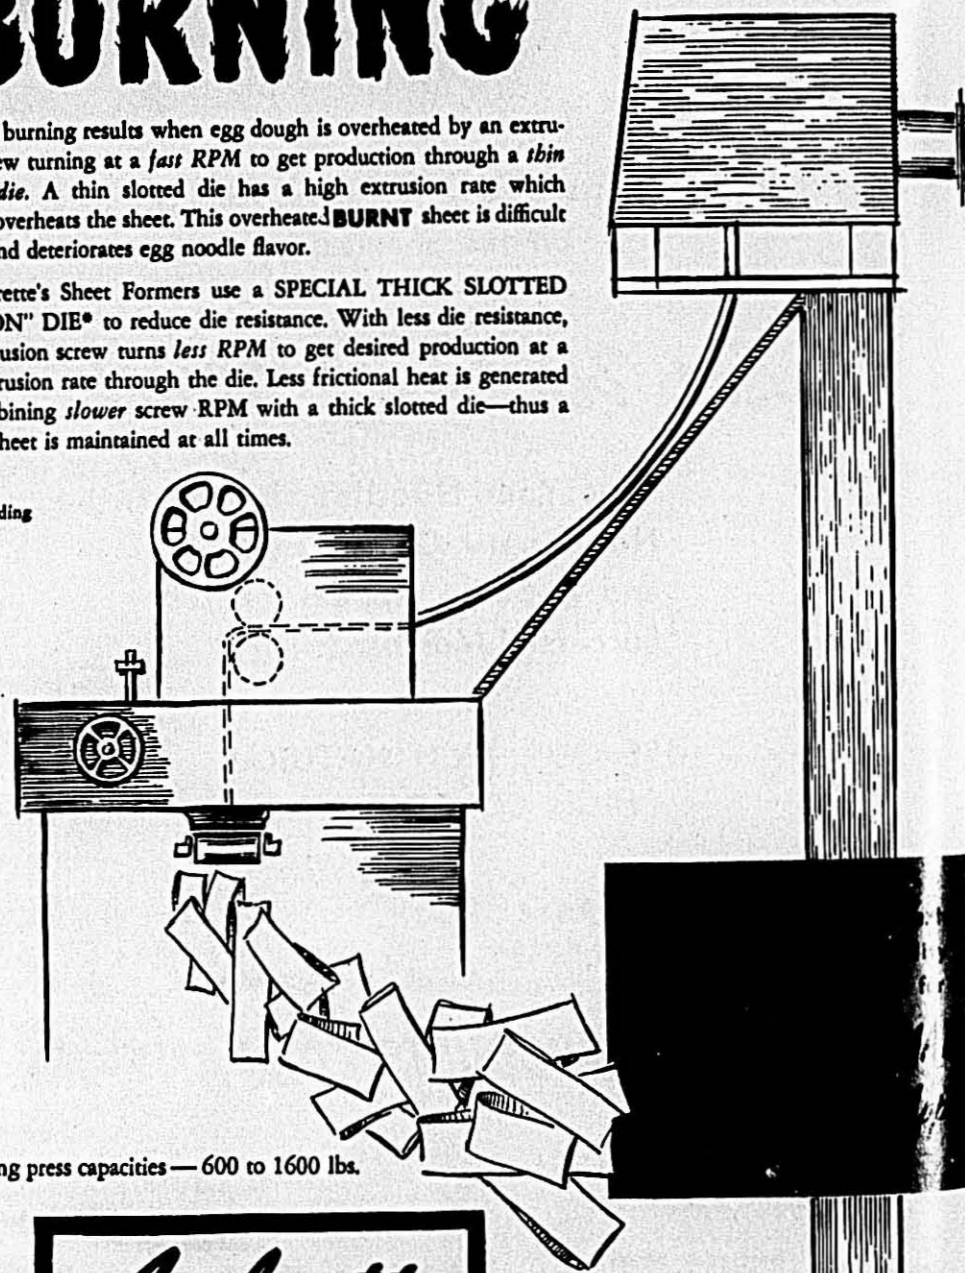 BURNING
burning results when egg dough is overheated by an extru-
ew turning at a fast RPM to get production through a thin
die. A thin slotted die has a high extrusion rate which
overheats the sheet. This overheated BURNT sheet is difficult
nd deteriorates egg noodle flavor.
rette's Sheet Formers use a SPECIAL THICK SLOTTED
ON" DIE* to reduce die resistance. With less die resistance,
usion screw turns less RPM to get desired production at a
rusion rate through the die. Less frictional heat is generated
bining slower screw RPM with a thick slotted die—thus a
heet is maintained at all times.
ding
ng press capacities — 600 to 1600 lbs.